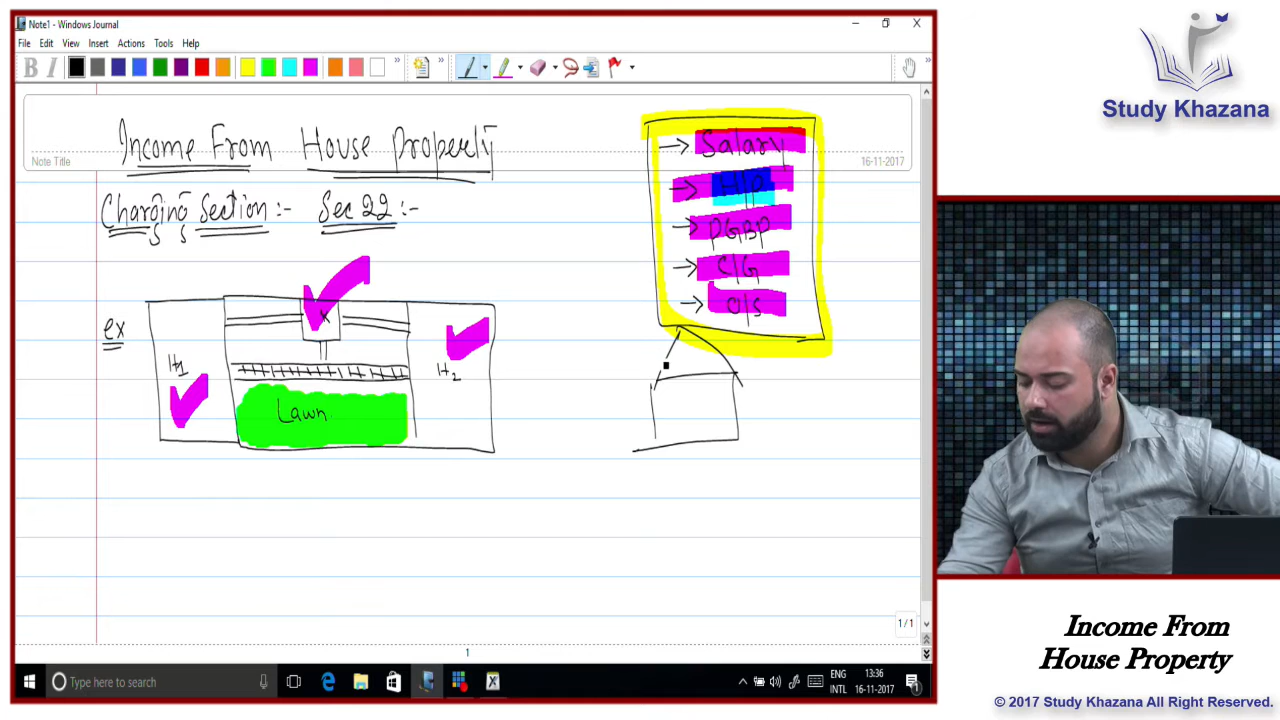 Note1 - Windows Journal
File Edit View Insert Actions Tools Help
B I
Income From House Property
Note Title
16-11-2017
Charging Section :- Sec 22 :-
→ Salary
→ H/P
→ PGBP
→ C/G
→ O/S
ex
H1
x
H2
Lawn
1 / 1
1
Type here to search
ENG
INTL
13:36
16-11-2017
1
Study Khazana
Income From
House Property
© 2017 Study Khazana All Right Reserved.